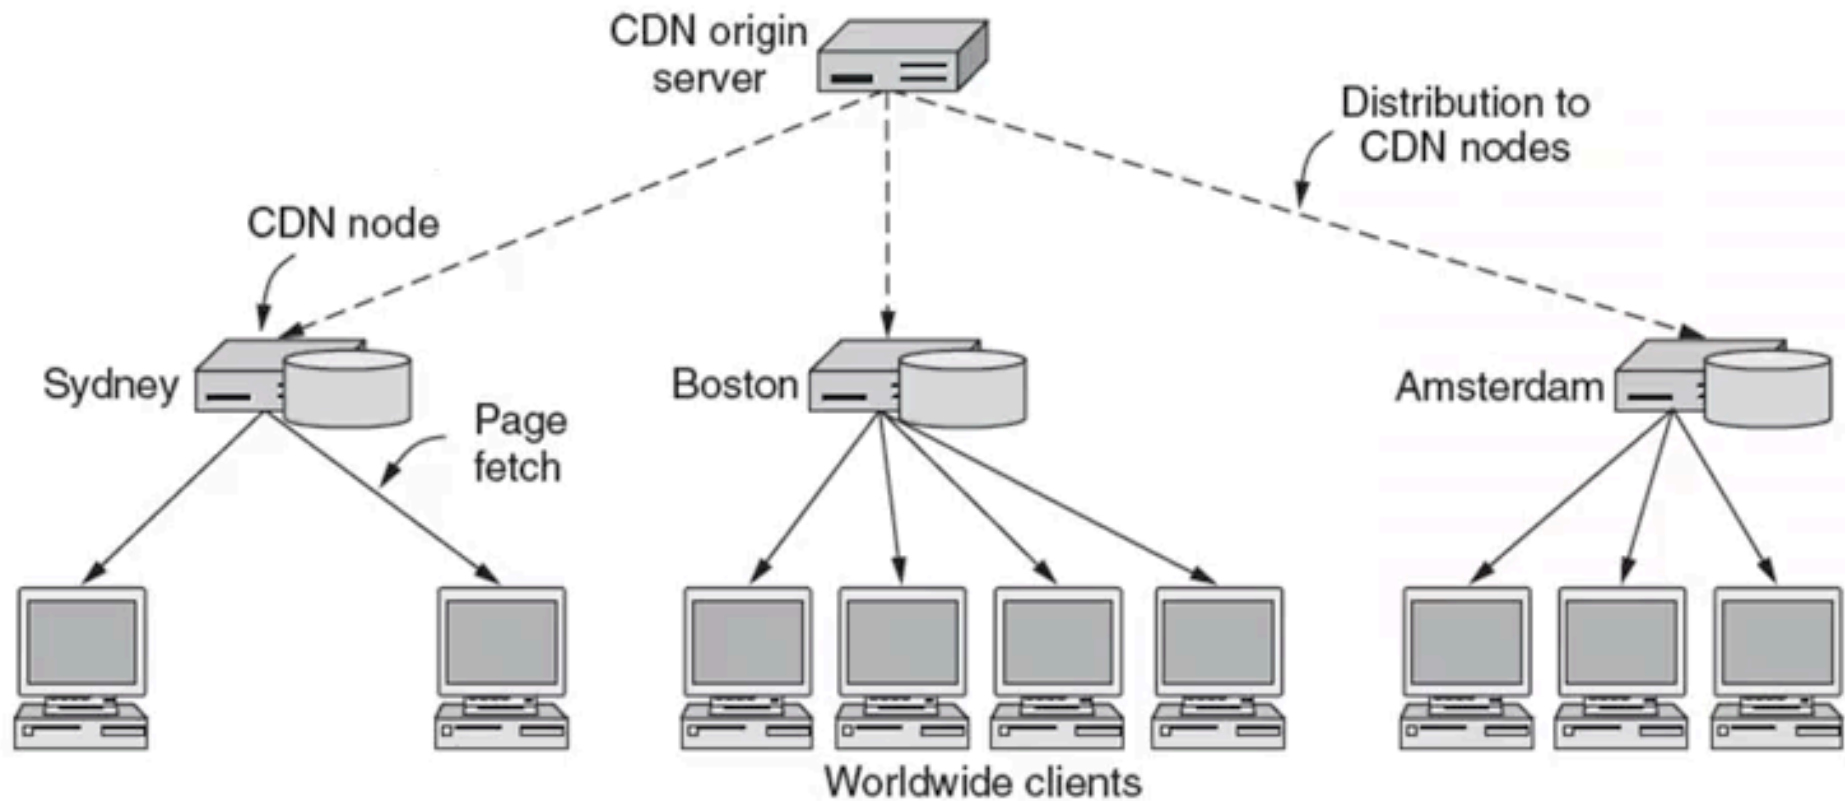 CDN origin
server
Distribution to
CDN nodes
CDN node
Sydney
Boston
Amsterdam
Page
fetch
Worldwide clients